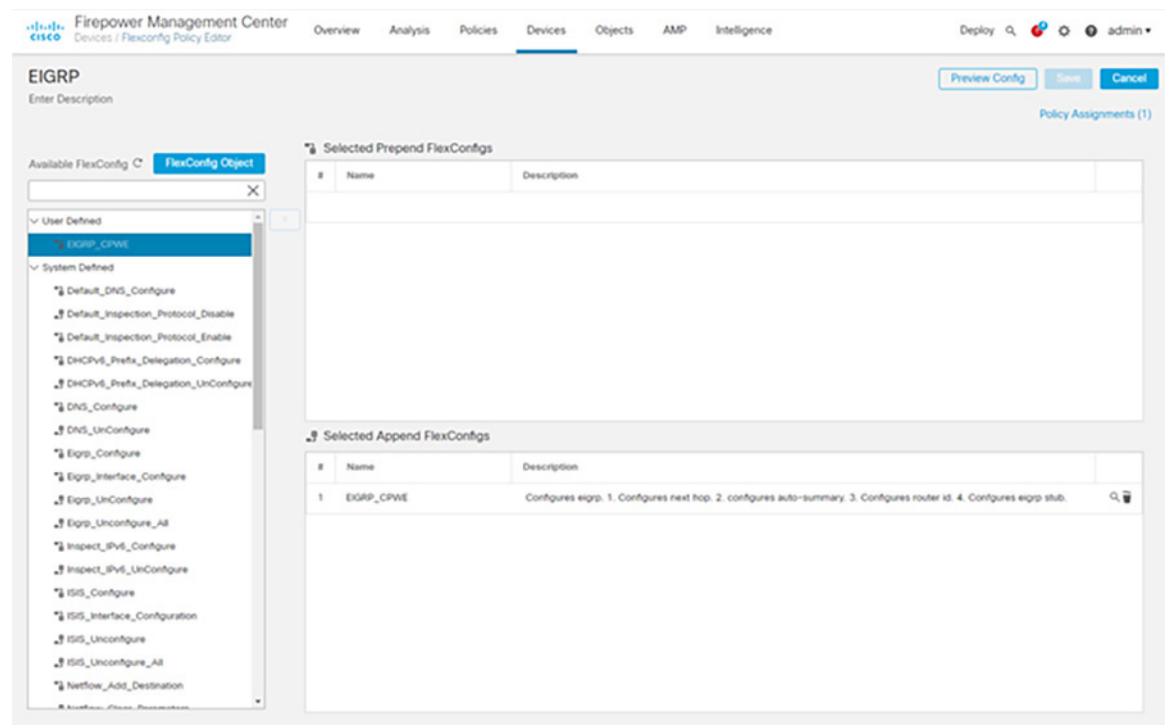 cisco
Firepower Management Center
Devices / Flexconfig Policy Editor
Overview Analysis Policies Devices Objects AMP Intelligence
Deploy admin
EIGRP
Enter Description
Preview Config Save Cancel
Policy Assignments (1)
Available FlexConfig FlexConfig Object
User Defined
EIGRP_CPWE
System Defined
Default_DNS_Configure
Default_Inspection_Protocol_Disable
Default_Inspection_Protocol_Enable
DHCPv6_Prefix_Delegation_Configure
DHCPv6_Prefix_Delegation_UnConfigure
DNS_Configure
DNS_UnConfigure
Eigrp_Configure
Eigrp_Interface_Configure
Eigrp_UnConfigure
Eigrp_Unconfigure_All
Inspect_IPv6_Configure
Inspect_IPv6_UnConfigure
ISIS_Configure
ISIS_Interface_Configuration
ISIS_Unconfigure
ISIS_Unconfigure_All
Netflow_Add_Destination
Selected Prepend FlexConfigs
# Name Description
Selected Append FlexConfigs
# Name Description
1 EIGRP_CPWE Configures eigrp. 1. Configures next hop. 2. configures auto-summary. 3. Configures router id. 4. Configures eigrp stub.